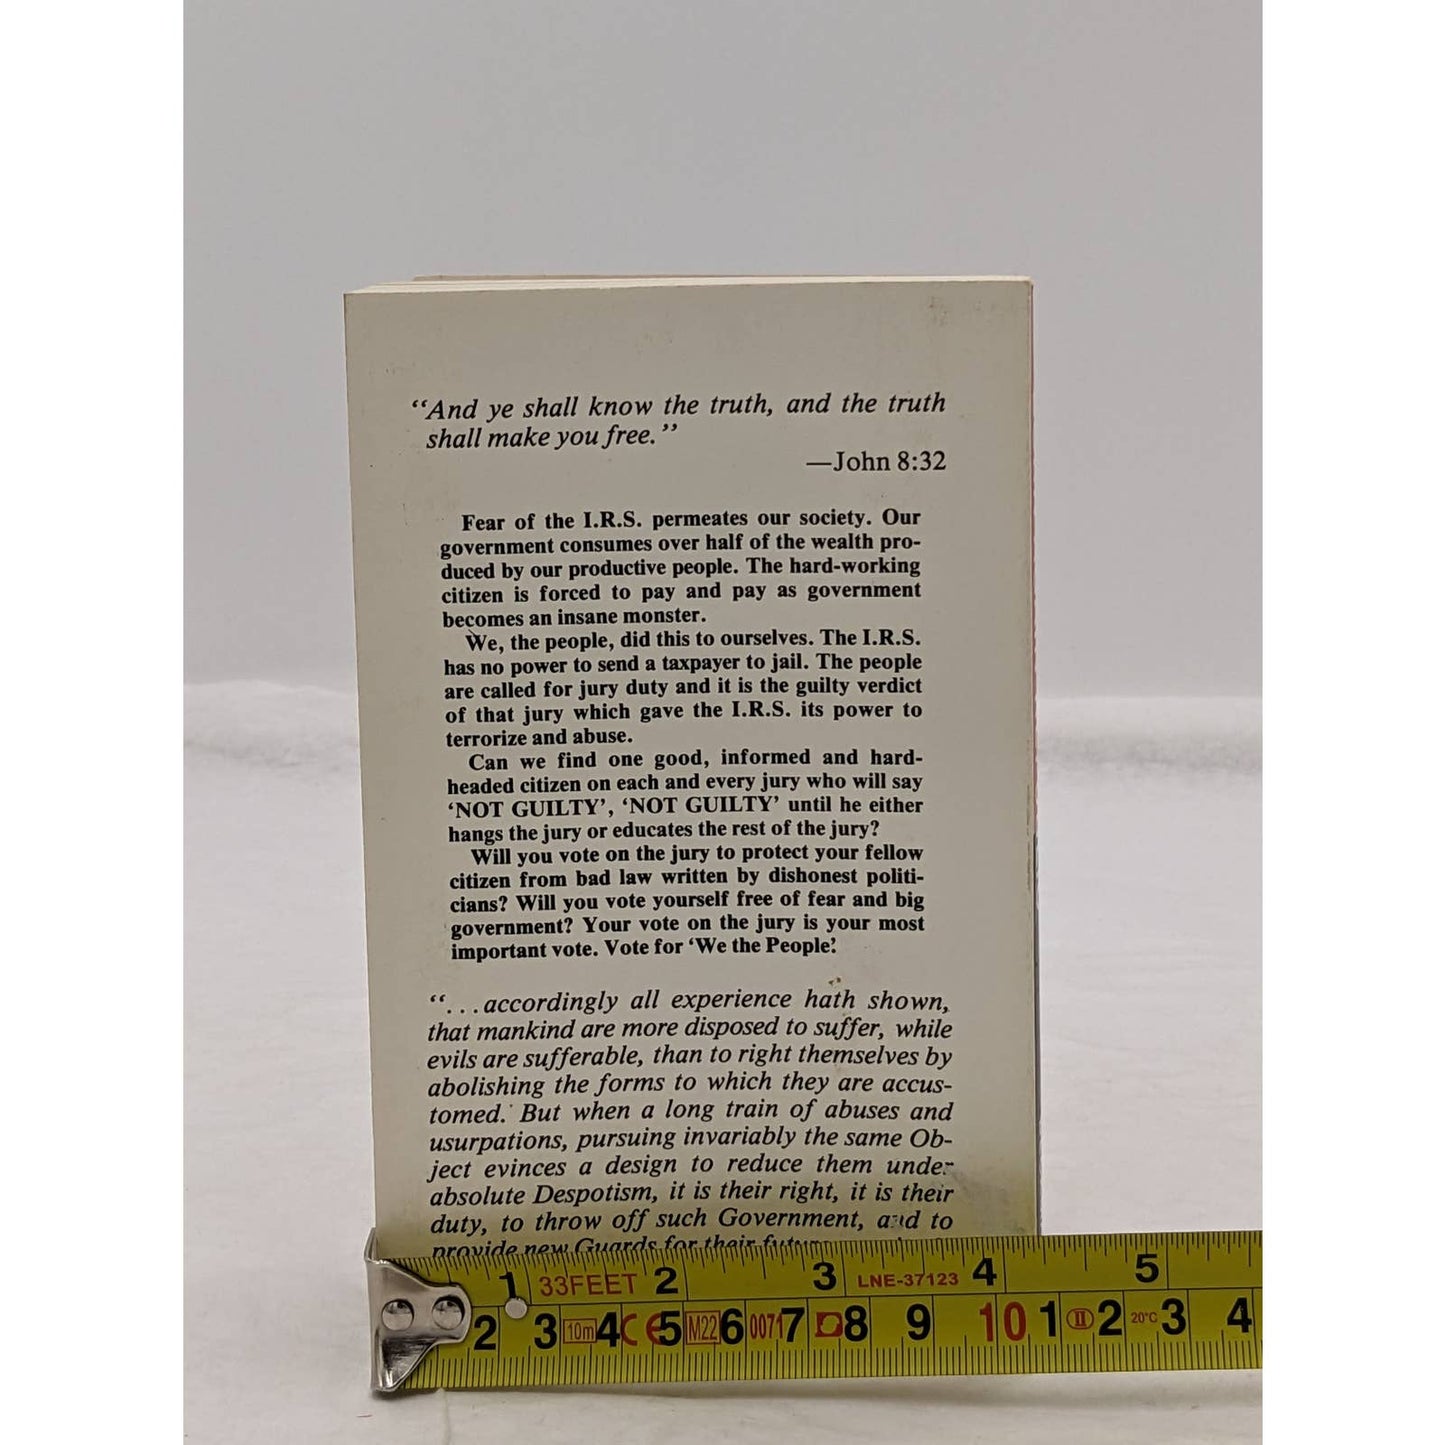 “And ye shall know the truth, and the truth
shall make you free.”
—John 8:32
Fear of the I.R.S. permeates our society. Our
government consumes over half of the wealth pro-
duced by our productive people. The hard-working
citizen is forced to pay and pay as government
becomes an insane monster.
We, the people, did this to ourselves. The I.R.S.
has no power to send a taxpayer to jail. The people
are called for jury duty and it is the guilty verdict
of that jury which gave the I.R.S. its power to
terrorize and abuse.
Can we find one good, informed and hard-
headed citizen on each and every jury who will say
‘NOT GUILTY’, ‘NOT GUILTY’ until he either
hangs the jury or educates the rest of the jury?
Will you vote on the jury to protect your fellow
citizen from bad law written by dishonest politi-
cians? Will you vote yourself free of fear and big
government? Your vote on the jury is your most
important vote. Vote for ‘We the People’.
“...accordingly all experience hath shown,
that mankind are more disposed to suffer, while
evils are sufferable, than to right themselves by
abolishing the forms to which they are accus-
tomed. But when a long train of abuses and
usurpations, pursuing invariably the same Ob-
ject evinces a design to reduce them under
absolute Despotism, it is their right, it is their
duty, to throw off such Government, and to
provide new Guards for their future
1 33FEET 2 3 LNE-37123 4 5
2 3 10m 4 CE 5 M22 6 0071 7 8 9 10 1 II 2 20°C 3 4